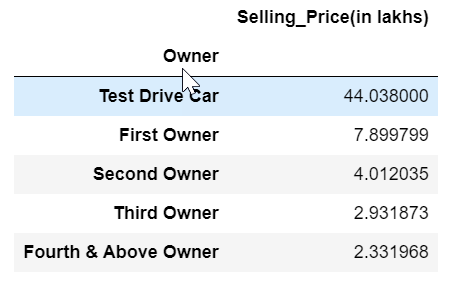 Selling_Price(in lakhs)
Owner
Test Drive Car 44.038000
First Owner 7.899799
Second Owner 4.012035
Third Owner 2.931873
Fourth & Above Owner 2.331968